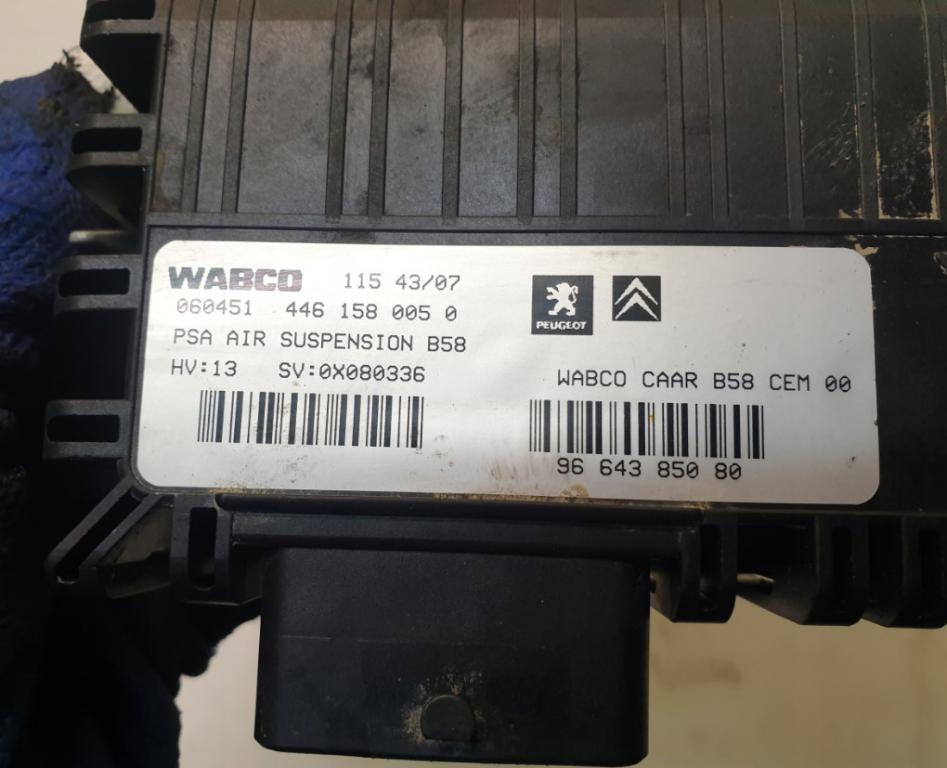 WABCO 115 43/07
060451 446 158 005 0
PSA AIR SUSPENSION B58
HV:13 SV:0X080336
PEUGEOT
WABCO CAAR B58 CEM 00
96 643 850 80